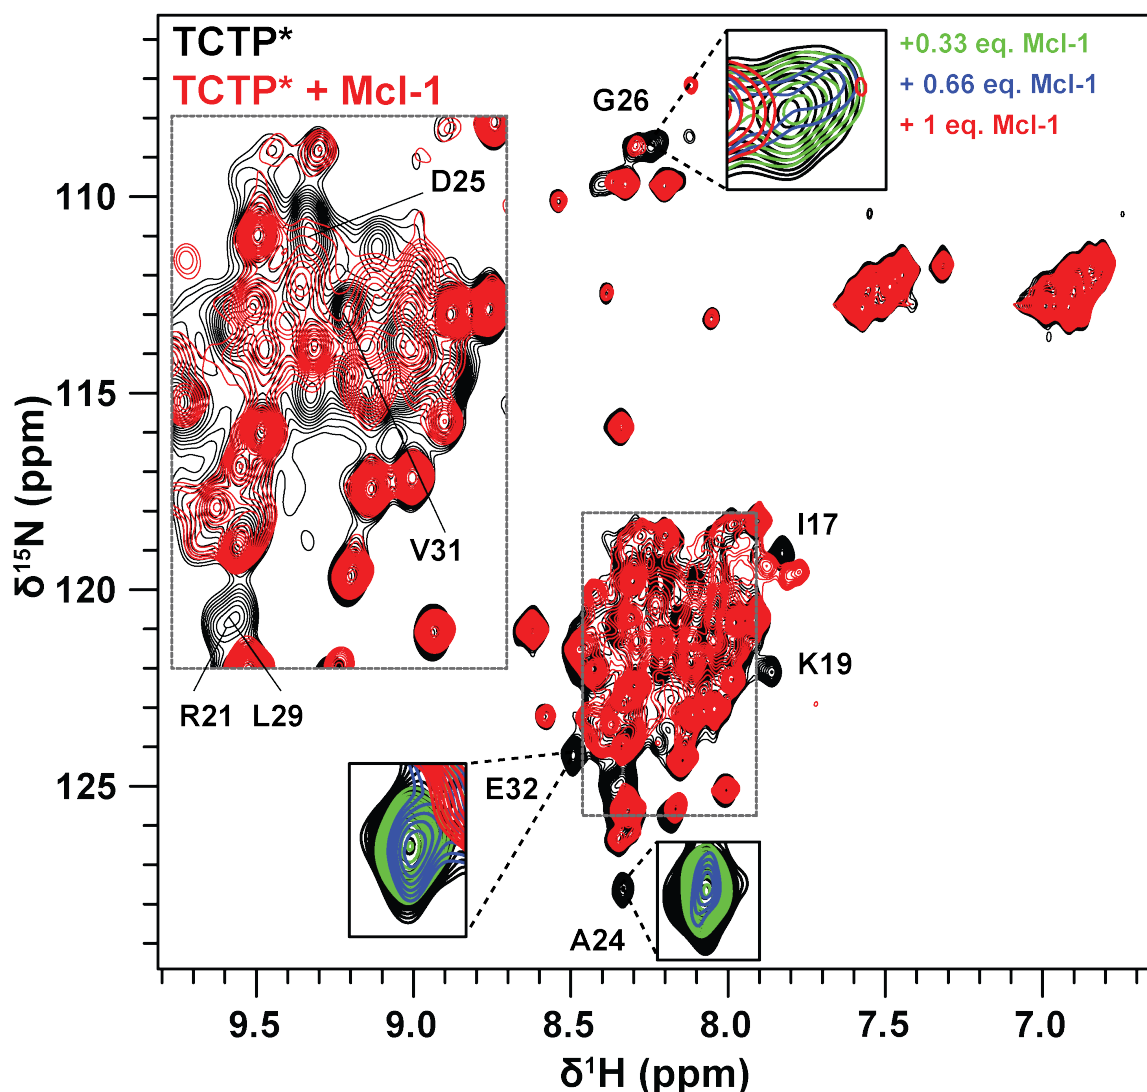 TCTP*
TCTP* + Mcl-1
+0.33 eq. Mcl-1
+ 0.66 eq. Mcl-1
+ 1 eq. Mcl-1
G26
D25
V31
R21 L29
I17
K19
E32
A24
110
115
120
125
δ¹⁵N (ppm)
9.5 9.0 8.5 8.0 7.5 7.0
δ¹H (ppm)